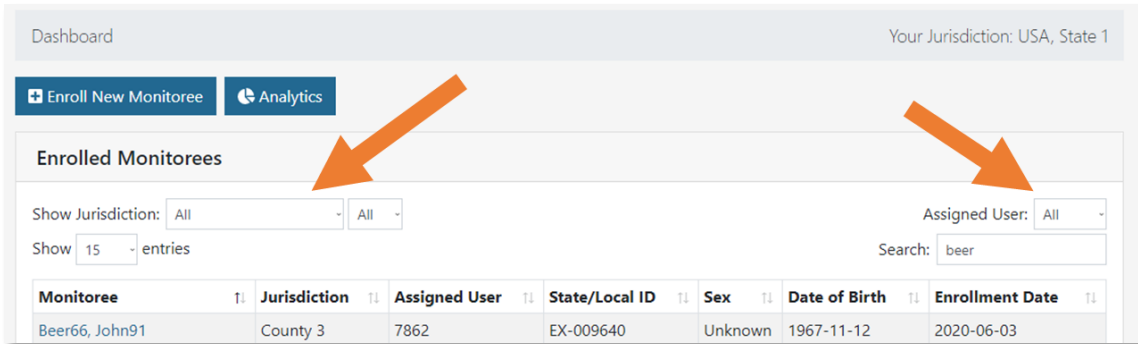 Dashboard Your Jurisdiction: USA, State 1
Enroll New Monitoree Analytics
Enrolled Monitorees
Show Jurisdiction: All All Assigned User: All
Show 15 entries Search: beer
Monitoree Jurisdiction Assigned User State/Local ID Sex Date of Birth Enrollment Date
Beer66, John91 County 3 7862 EX-009640 Unknown 1967-11-12 2020-06-03